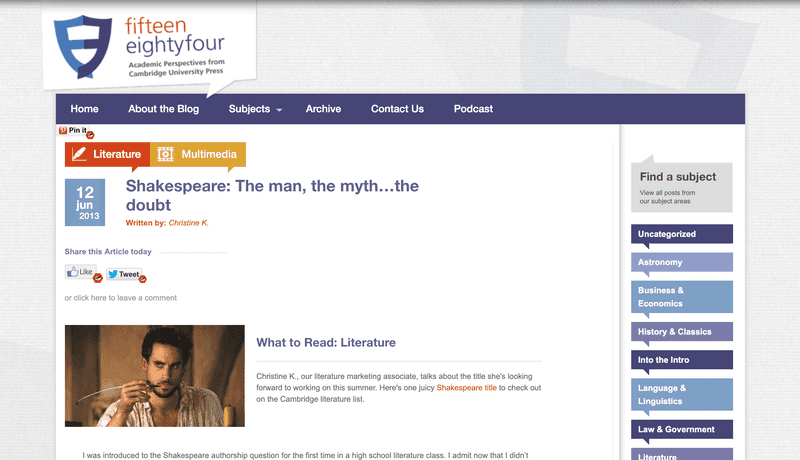 fifteen
eightyfour
Academic Perspectives from
Cambridge University Press
Home About the Blog Subjects Archive Contact Us Podcast
Pin it
Literature Multimedia
12
jun
2013
Shakespeare: The man, the myth…the
doubt
Written by: Christine K.
Share this Article today
Like Tweet
or click here to leave a comment
What to Read: Literature
Christine K., our literature marketing associate, talks about the title she's looking
forward to working on this summer. Here's one juicy Shakespeare title to check out
on the Cambridge literature list.
I was introduced to the Shakespeare authorship question for the first time in a high school literature class. I admit now that I didn't
Find a subject
View all posts from
our subject areas
Uncategorized
Astronomy
Business &
Economics
History & Classics
Into the Intro
Language &
Linguistics
Law & Government
Literature